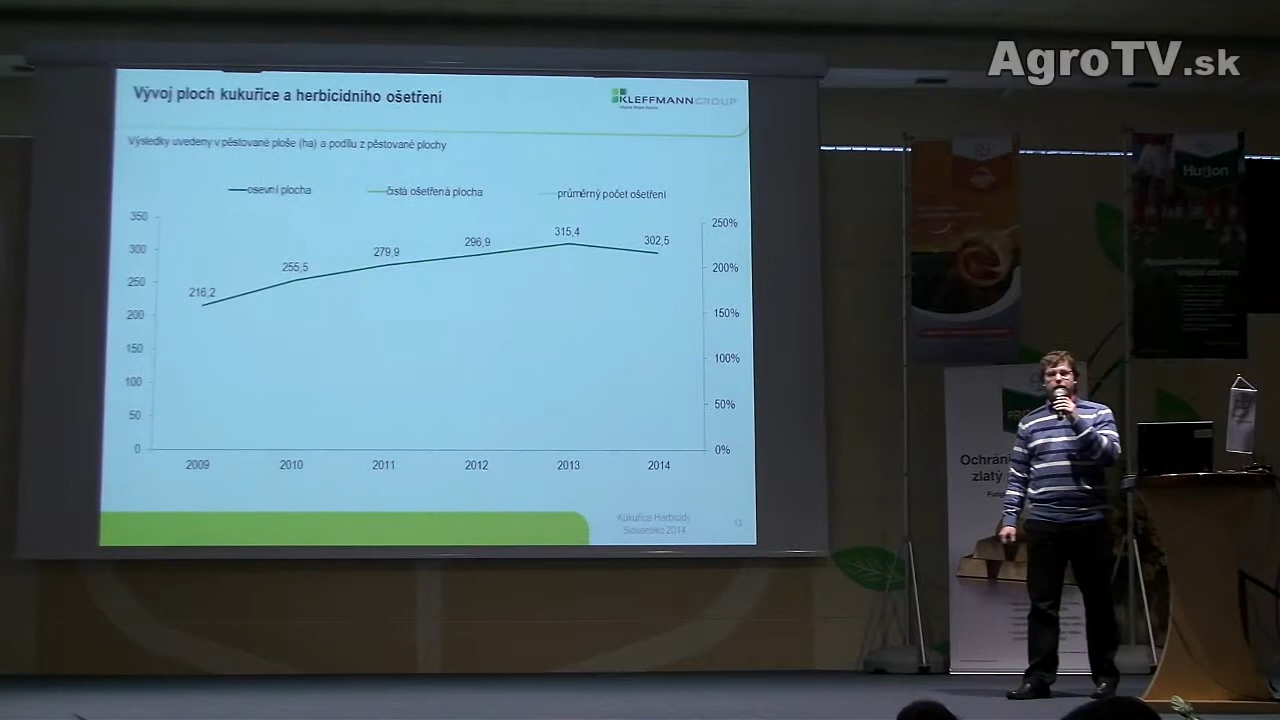 AgroTV.sk
Vývoj ploch kukuřice a herbicidního ošetření
KLEFFMANNGROUP
Výsledky uvedeny v pěstované ploše (ha) a podílu z pěstované plochy
osevní plocha
čistá ošetřená plocha
průměrný počet ošetření
350
300
250
200
150
100
50
0
250%
200%
150%
100%
50%
0%
216,2
255,5
279,9
296,9
315,4
302,5
2009
2010
2011
2012
2013
2014
Kukuřice Herbicidy
Slovensko 2014
Hutton
zlatý